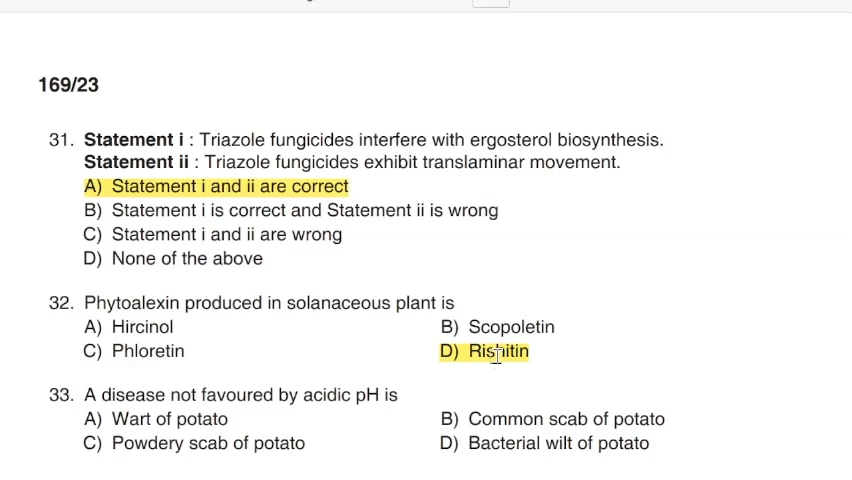 169/23
31. Statement i : Triazole fungicides interfere with ergosterol biosynthesis.
Statement ii : Triazole fungicides exhibit translaminar movement.
A) Statement i and ii are correct
B) Statement i is correct and Statement ii is wrong
C) Statement i and ii are wrong
D) None of the above
32. Phytoalexin produced in solanaceous plant is
A) Hircinol B) Scopoletin
C) Phloretin D) Rishitin
33. A disease not favoured by acidic pH is
A) Wart of potato B) Common scab of potato
C) Powdery scab of potato D) Bacterial wilt of potato